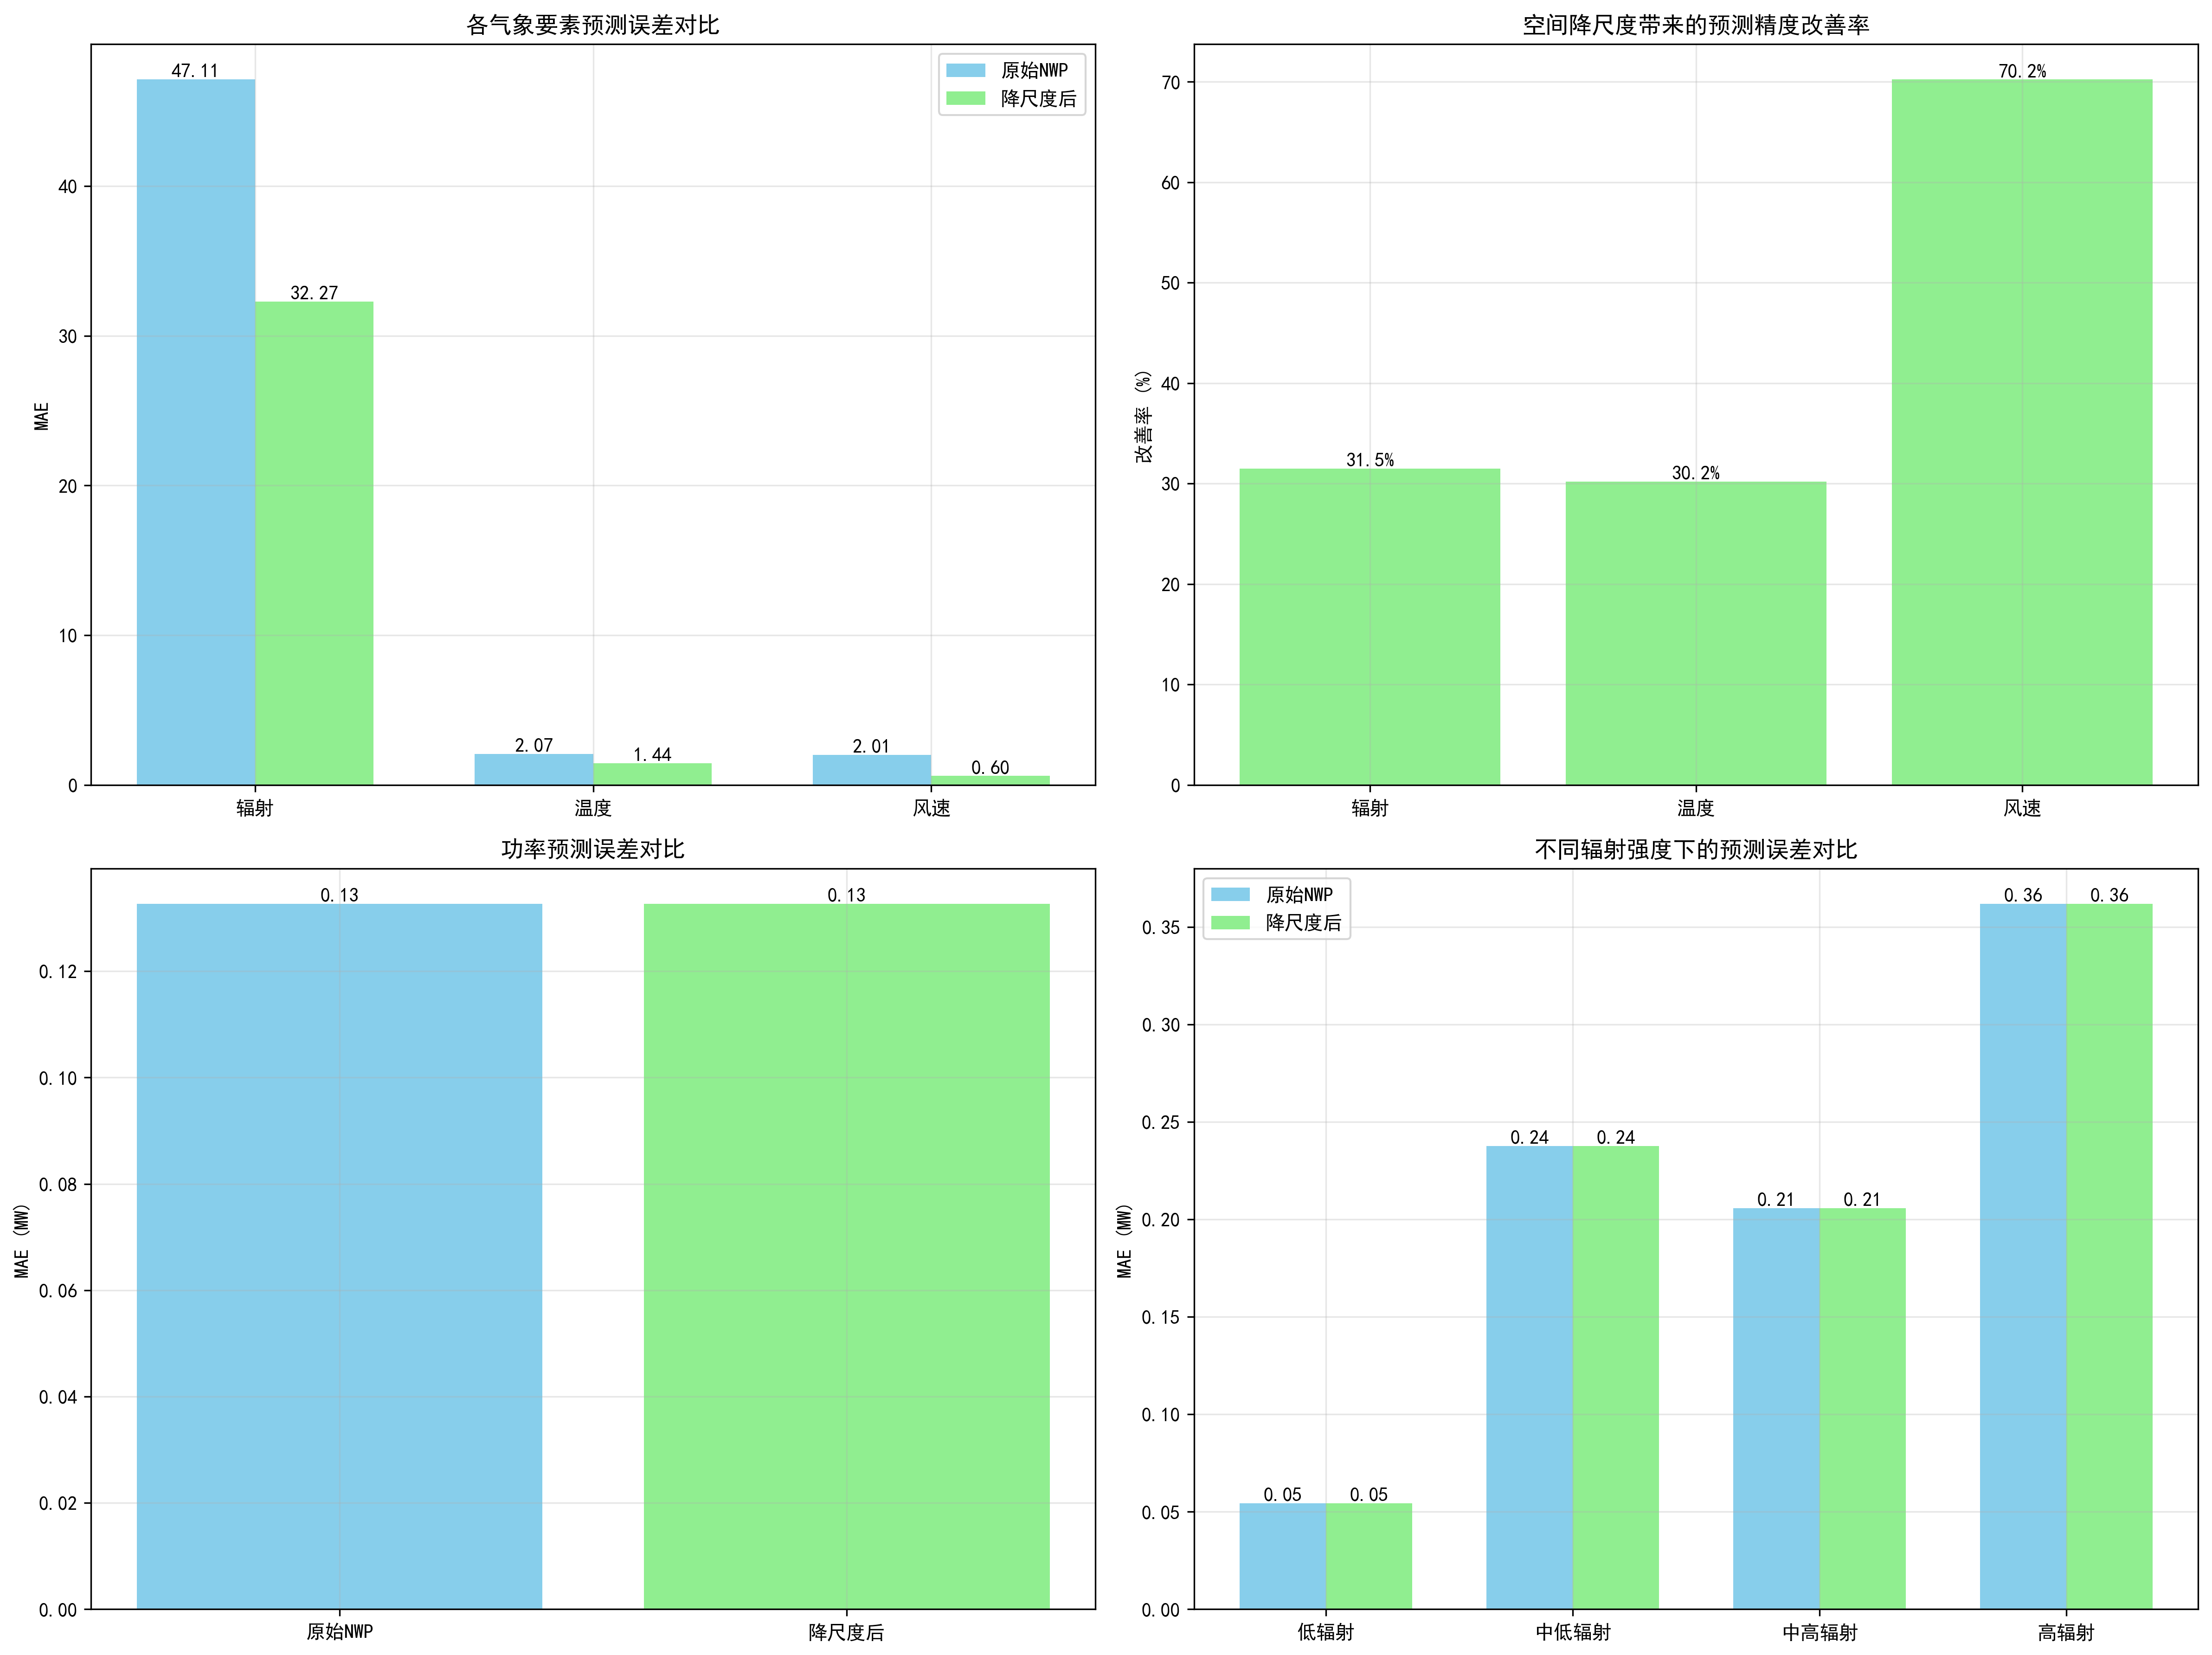 各气象要素预测误差对比
原始NWP
降尺度后
47.11
32.27
2.07
1.44
2.01
0.60
40
30
20
10
0
MAE
辐射
温度
风速
空间降尺度带来的预测精度改善率
70.2%
31.5%
30.2%
70
60
50
40
30
20
10
0
改善率 (%)
辐射
温度
风速
功率预测误差对比
0.13
0.13
0.12
0.10
0.08
0.06
0.04
0.02
0.00
MAE (MW)
原始NWP
降尺度后
不同辐射强度下的预测误差对比
原始NWP
降尺度后
0.05
0.05
0.24
0.24
0.21
0.21
0.36
0.36
0.35
0.30
0.25
0.20
0.15
0.10
0.05
0.00
MAE (MW)
低辐射
中低辐射
中高辐射
高辐射